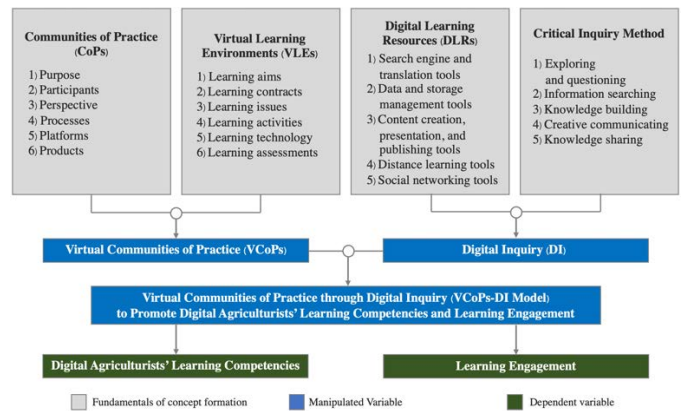 Communities of Practice
(CoPs)
1) Purpose
2) Participants
3) Perspective
4) Processes
5) Platforms
6) Products
Virtual Learning
Environments (VLEs)
1) Learning aims
2) Learning contracts
3) Learning issues
4) Learning activities
5) Learning technology
6) Learning assessments
Digital Learning
Resources (DLRs)
1) Search engine and
translation tools
2) Data and storage
management tools
3) Content creation,
presentation, and
publishing tools
4) Distance learning tools
5) Social networking tools
Critical Inquiry Method
1) Exploring
and questioning
2) Information searching
3) Knowledge building
4) Creative communicating
5) Knowledge sharing
Virtual Communities of Practice (VCoPs)
Digital Inquiry (DI)
Virtual Communities of Practice through Digital Inquiry (VCoPs-DI Model)
to Promote Digital Agriculturists' Learning Competencies and Learning Engagement
Digital Agriculturists' Learning Competencies
Learning Engagement
Fundamentals of concept formation
Manipulated Variable
Dependent variable